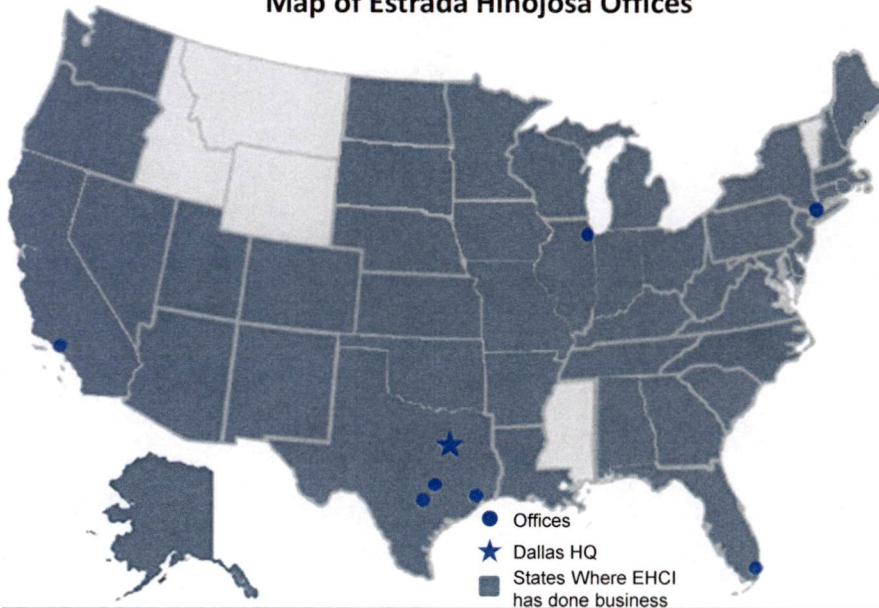 Map of Estrada Hinojosa Offices
Offices
Dallas HQ
States Where EHCI
has done business